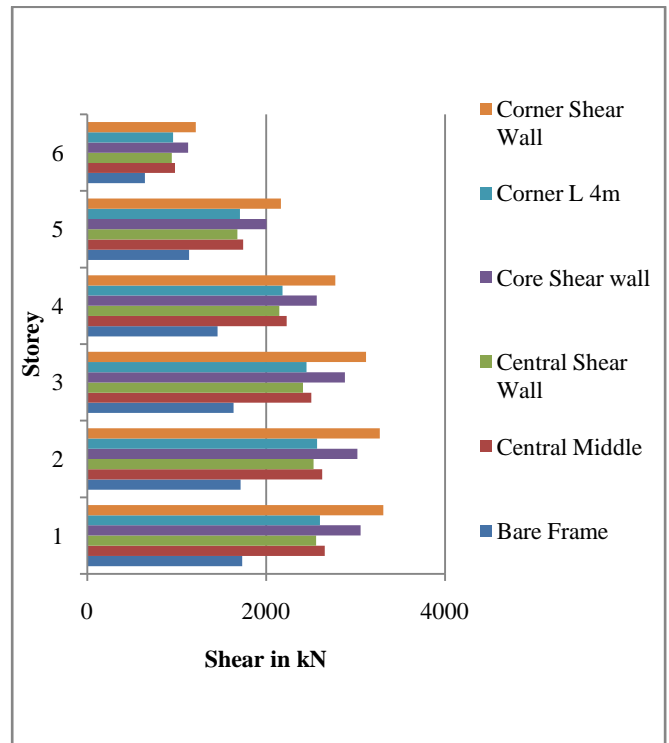 Storey
6
5
4
3
2
1
0
2000
4000
Shear in kN
Corner Shear
Wall
Corner L 4m
Core Shear wall
Central Shear
Wall
Central Middle
Bare Frame